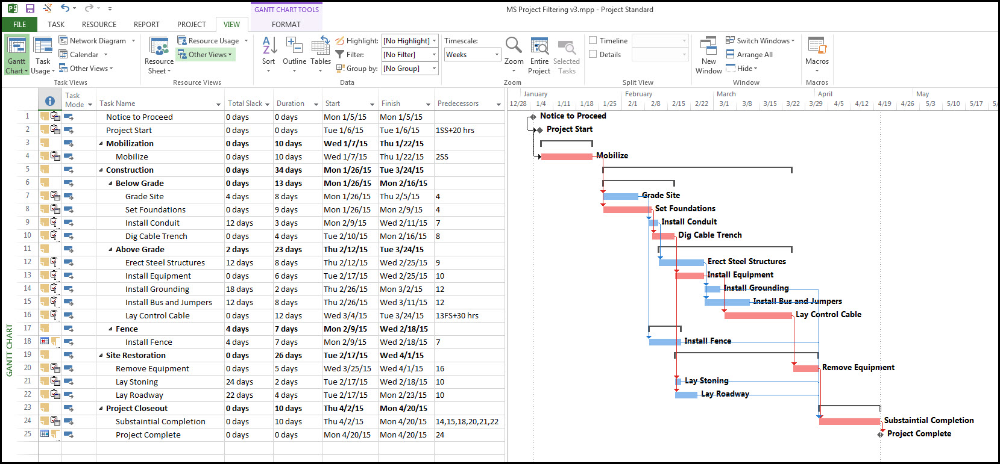 GANTT CHART TOOLS
MS Project Filtering v3.mpp - Project Standard
FILE TASK RESOURCE REPORT PROJECT VIEW FORMAT
Gantt Chart
Task Usage
Network Diagram
Calendar
Other Views
Task Views
Resource Sheet
Resource Usage
Other Views
Resource Views
A Z
Sort
Outline
Tables
Highlight: [No Highlight]
Filter: [No Filter]
Group by: [No Group]
Data
Timescale:
Weeks
Zoom
Entire Project
Selected Tasks
Zoom
Timeline
Details
Split View
New Window
Switch Windows
Arrange All
Hide
Window
Macros
Macros
Task Mode Task Name Total Slack Duration Start Finish Predecessors
January February March April May
12/28 1/4 1/11 1/18 1/25 2/1 2/8 2/15 2/22 3/1 3/8 3/15 3/22 3/29 4/5 4/12 4/19 4/26 5/3 5/10 5/17 5/
1 Notice to Proceed 0 days 0 days Mon 1/5/15 Mon 1/5/15 Notice to Proceed
2 Project Start 0 days 0 days Tue 1/6/15 Tue 1/6/15 1SS+20 hrs Project Start
3 Mobilization 0 days 10 days Wed 1/7/15 Thu 1/22/15
4 Mobilize 0 days 10 days Wed 1/7/15 Thu 1/22/15 2SS Mobilize
5 Construction 0 days 34 days Mon 1/26/15 Tue 3/24/15
6 Below Grade 0 days 13 days Mon 1/26/15 Mon 2/16/15
7 Grade Site 4 days 8 days Mon 1/26/15 Thu 2/5/15 4 Grade Site
8 Set Foundations 0 days 9 days Mon 1/26/15 Mon 2/9/15 4 Set Foundations
9 Install Conduit 12 days 3 days Mon 2/9/15 Wed 2/11/15 7 Install Conduit
10 Dig Cable Trench 0 days 4 days Tue 2/10/15 Mon 2/16/15 8 Dig Cable Trench
11 Above Grade 2 days 23 days Thu 2/12/15 Tue 3/24/15
12 Erect Steel Structures 12 days 8 days Thu 2/12/15 Wed 2/25/15 9 Erect Steel Structures
13 Install Equipment 0 days 6 days Tue 2/17/15 Wed 2/25/15 10 Install Equipment
14 Install Grounding 18 days 2 days Thu 2/26/15 Mon 3/2/15 12 Install Grounding
15 Install Bus and Jumpers 12 days 8 days Thu 2/26/15 Wed 3/11/15 12 Install Bus and Jumpers
16 Lay Control Cable 0 days 12 days Wed 3/4/15 Tue 3/24/15 13FS+30 hrs Lay Control Cable
17 Fence 4 days 7 days Mon 2/9/15 Wed 2/18/15
18 Install Fence 4 days 7 days Mon 2/9/15 Wed 2/18/15 7 Install Fence
19 Site Restoration 0 days 26 days Tue 2/17/15 Wed 4/1/15
20 Remove Equipment 0 days 5 days Wed 3/25/15 Wed 4/1/15 16 Remove Equipment
21 Lay Stoning 24 days 2 days Tue 2/17/15 Wed 2/18/15 10 Lay Stoning
22 Lay Roadway 22 days 4 days Tue 2/17/15 Mon 2/23/15 10 Lay Roadway
23 Project Closeout 0 days 10 days Thu 4/2/15 Mon 4/20/15
24 Substaintial Completion 0 days 10 days Thu 4/2/15 Mon 4/20/15 14,15,18,20,21,22 Substaintial Completion
25 Project Complete 0 days 0 days Mon 4/20/15 Mon 4/20/15 24 Project Complete
GANTT CHART